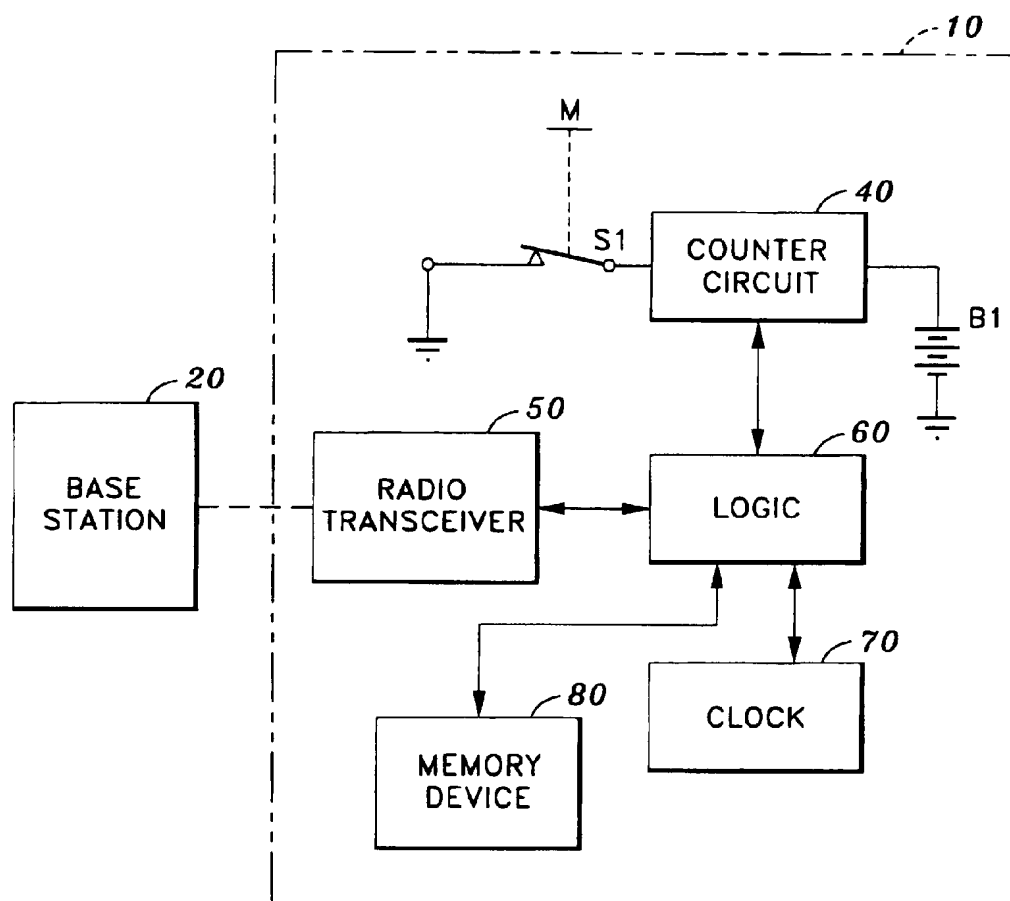 10
M
40
S1
COUNTER
CIRCUIT
B1
20
50
60
BASE
STATION
RADIO
TRANSCEIVER
LOGIC
70
80
CLOCK
MEMORY
DEVICE